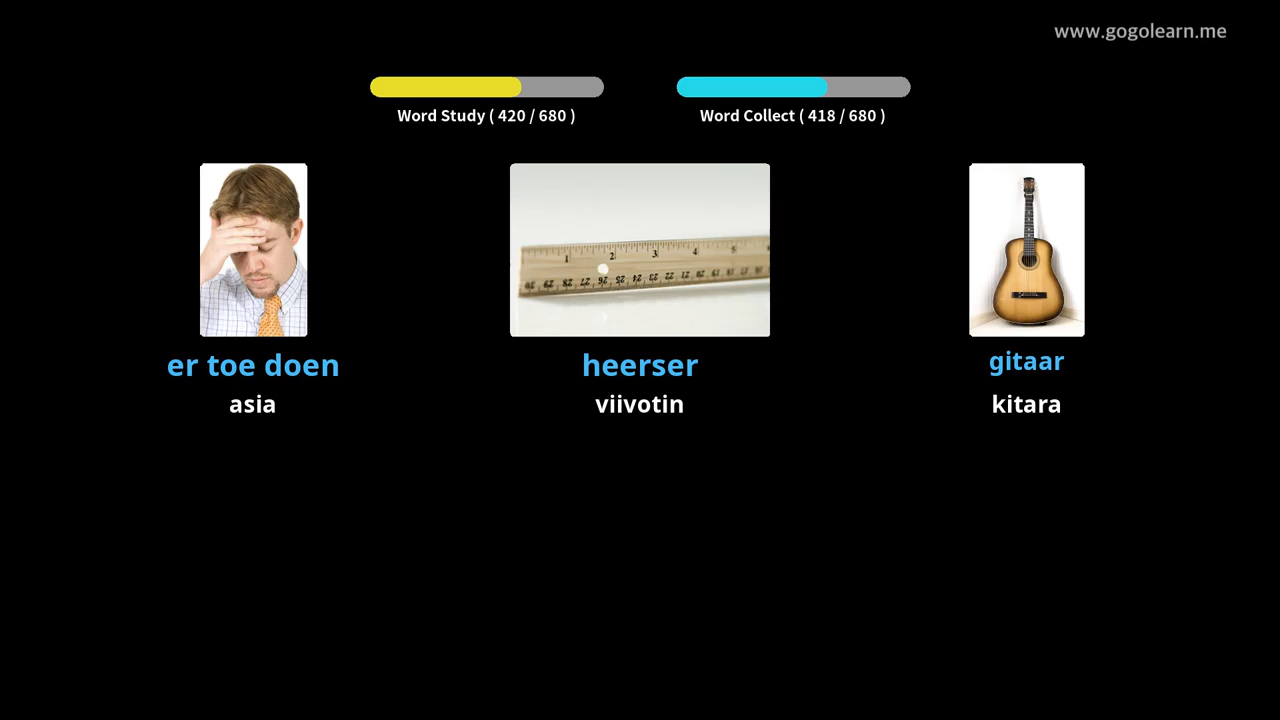 www.gogolearn.me
Word Study ( 420 / 680 )
Word Collect ( 418 / 680 )
er toe doen
asia
heerser
viivotin
gitaar
kitara